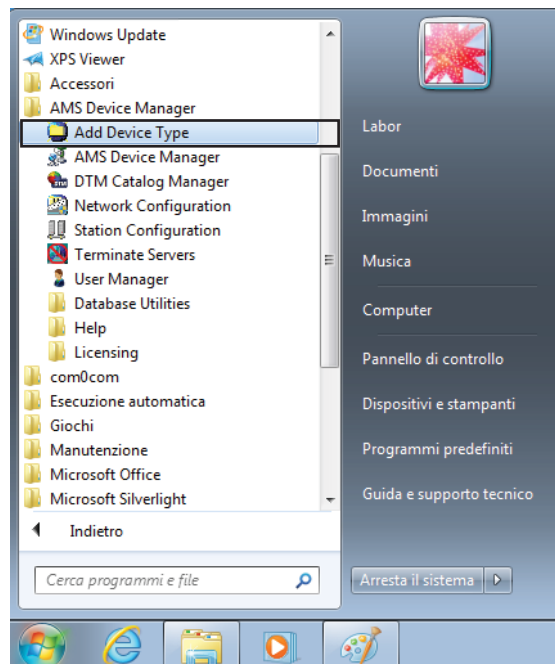 Windows Update
XPS Viewer
Accessori
AMS Device Manager
Add Device Type
AMS Device Manager
DTM Catalog Manager
Network Configuration
Station Configuration
Terminate Servers
User Manager
Database Utilities
Help
Licensing
com0com
Esecuzione automatica
Giochi
Manutenzione
Microsoft Office
Microsoft Silverlight
Indietro
Cerca programmi e file
Labor
Documenti
Immagini
Musica
Computer
Pannello di controllo
Dispositivi e stampanti
Programmi predefiniti
Guida e supporto tecnico
Arresta il sistema